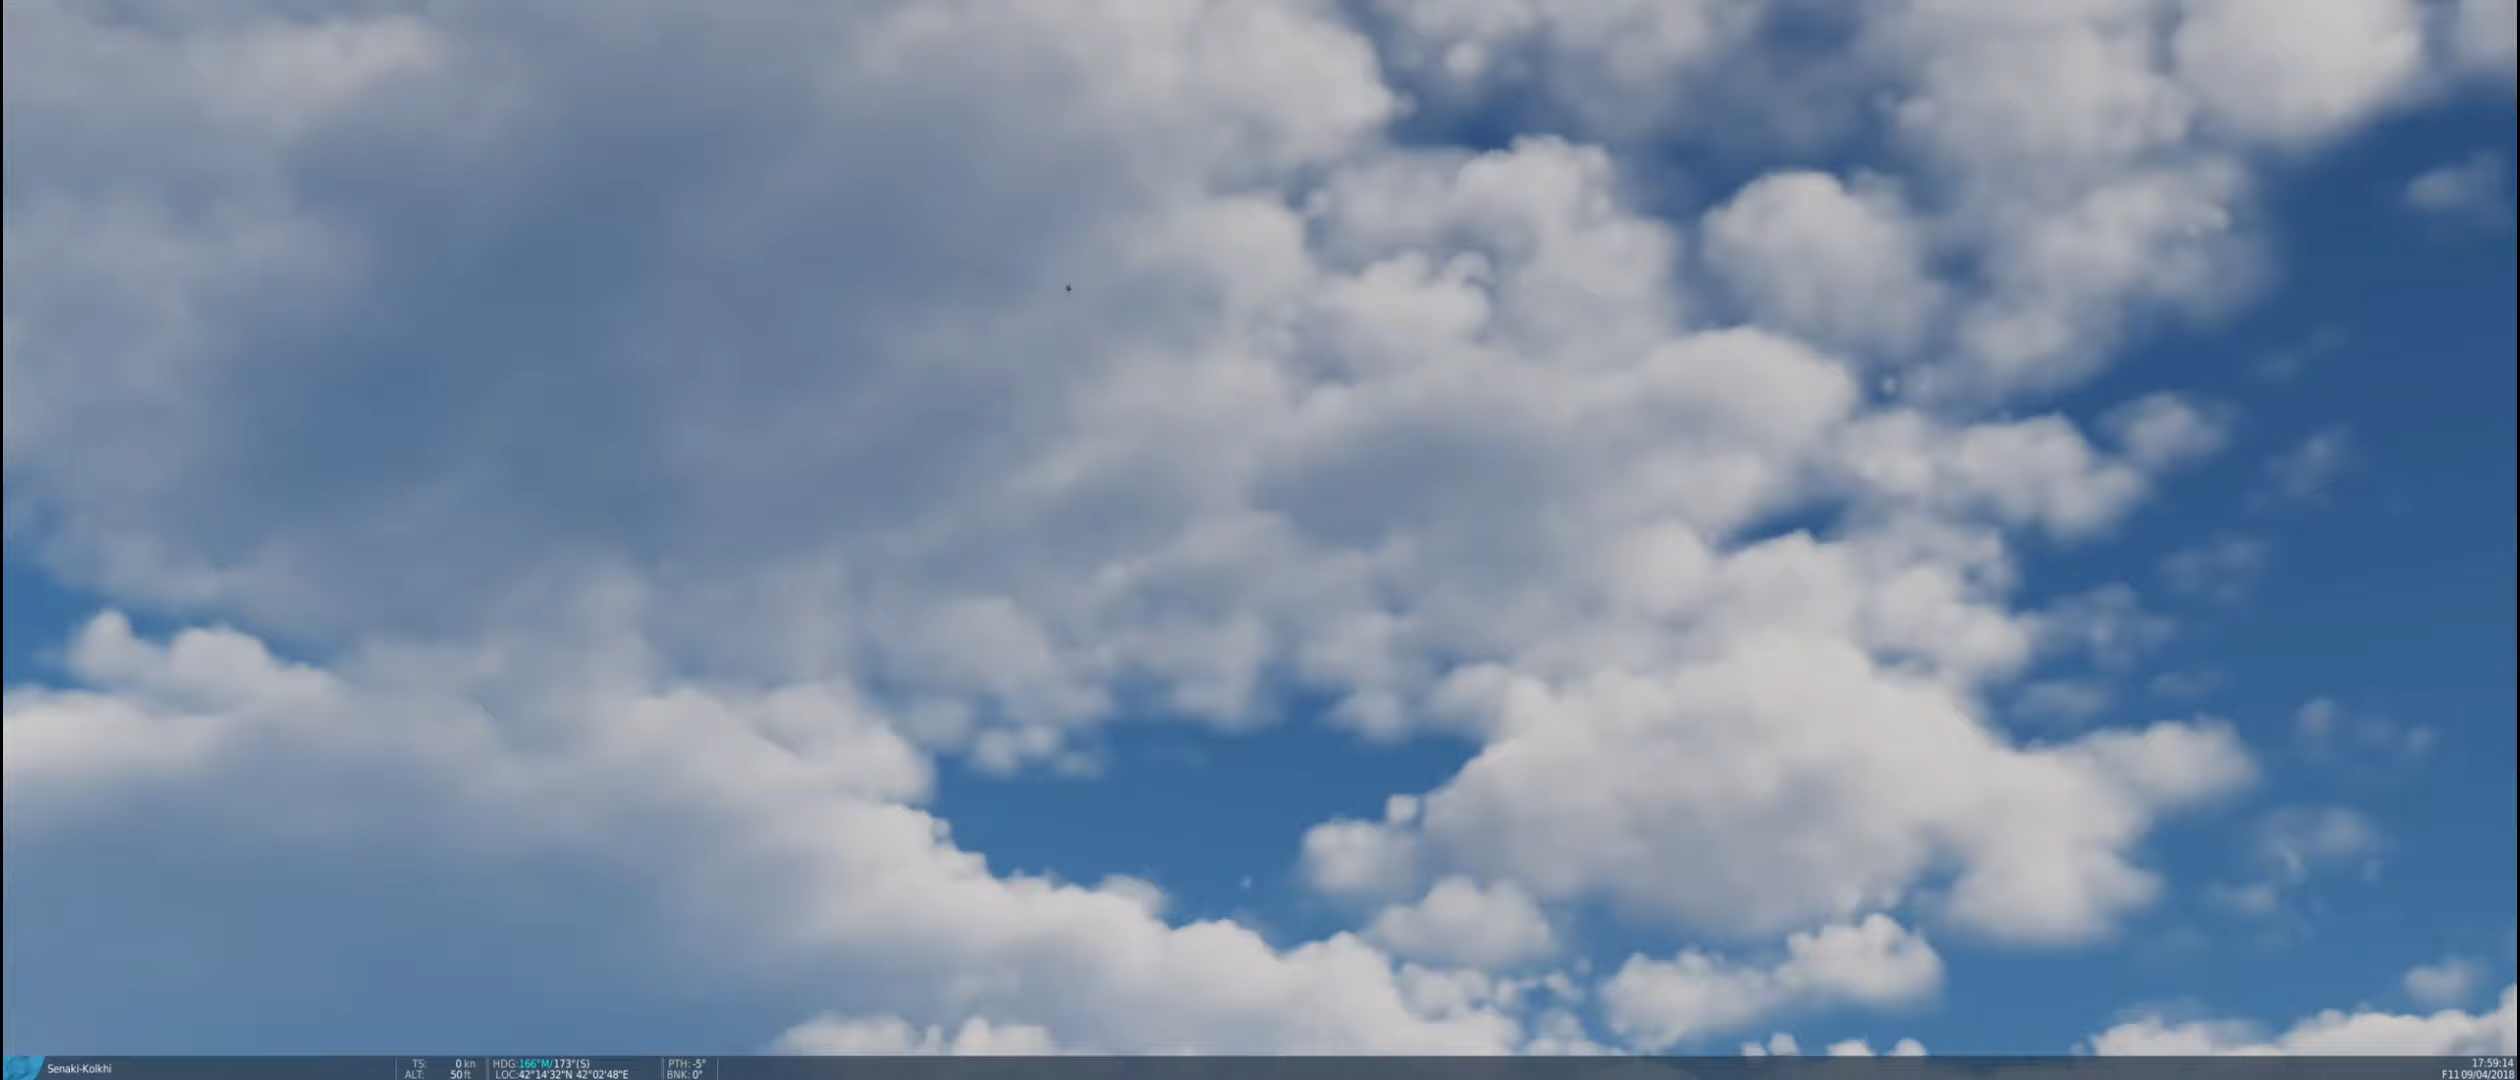 Senaki-Kolkhi
TS: 0 kn
ALT: 50 ft
HDG:166°M/173°(S)
LOC:42°14'32"N 42°02'48"E
PTH: -5°
BNK: 0°
17:59:14
F11 09/04/2018